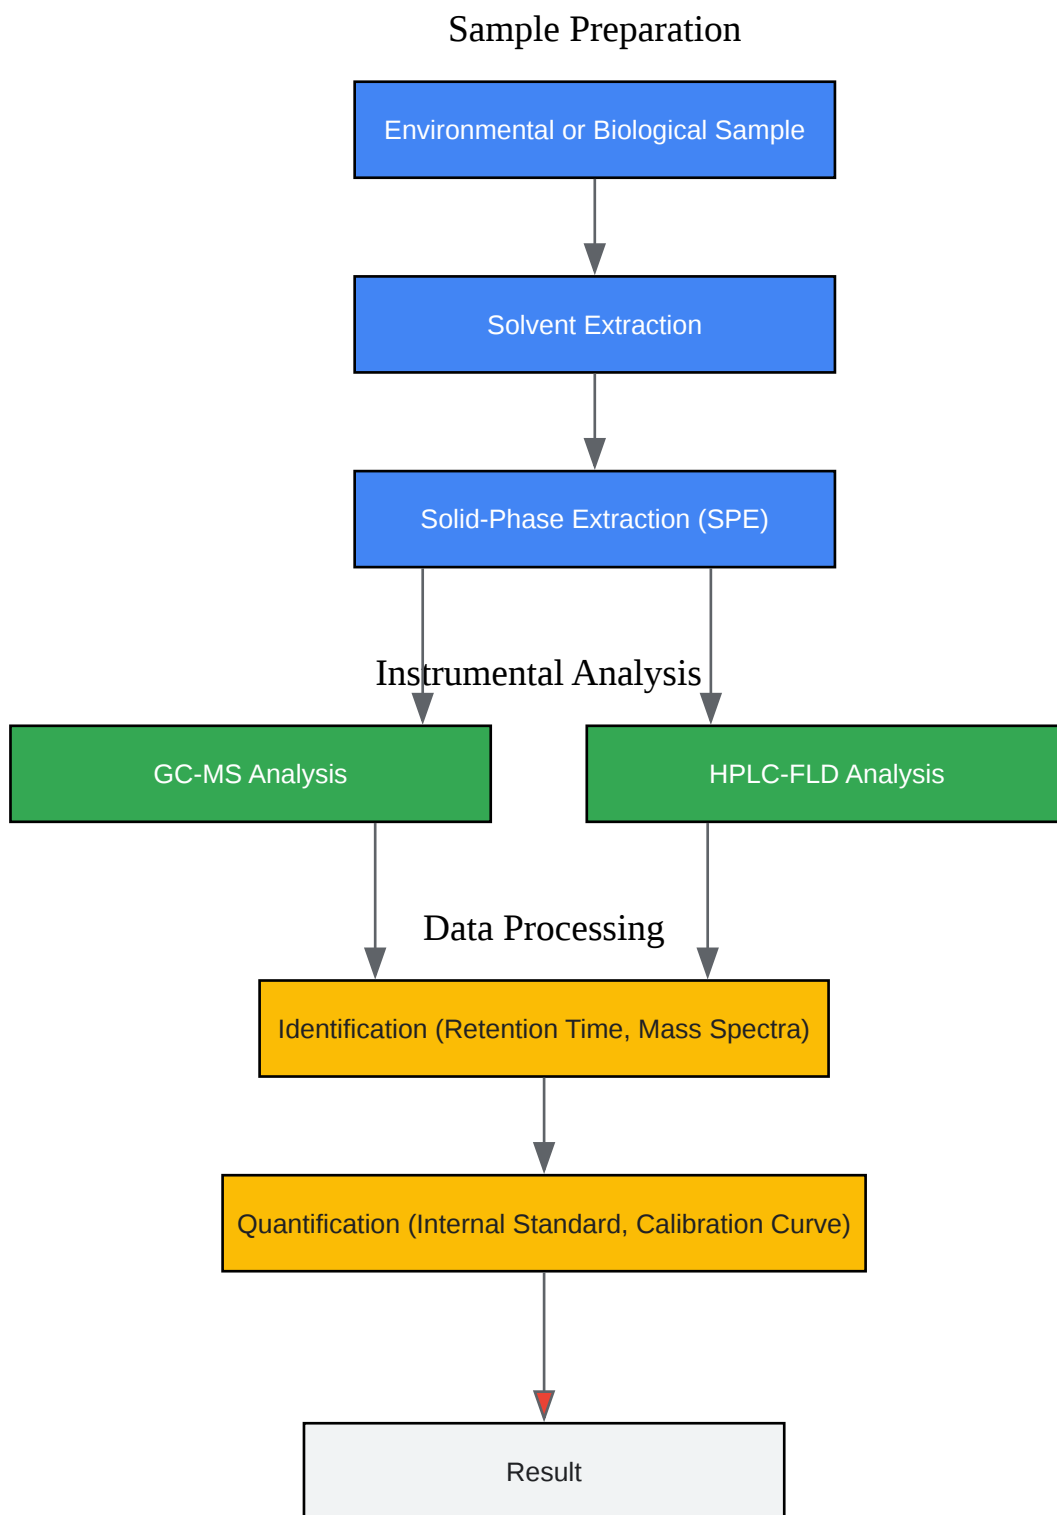 Sample Preparation
Environmental or Biological Sample
Solvent Extraction
Solid-Phase Extraction (SPE)
Instrumental Analysis
GC-MS Analysis
HPLC-FLD Analysis
Data Processing
Identification (Retention Time, Mass Spectra)
Quantification (Internal Standard, Calibration Curve)
Result